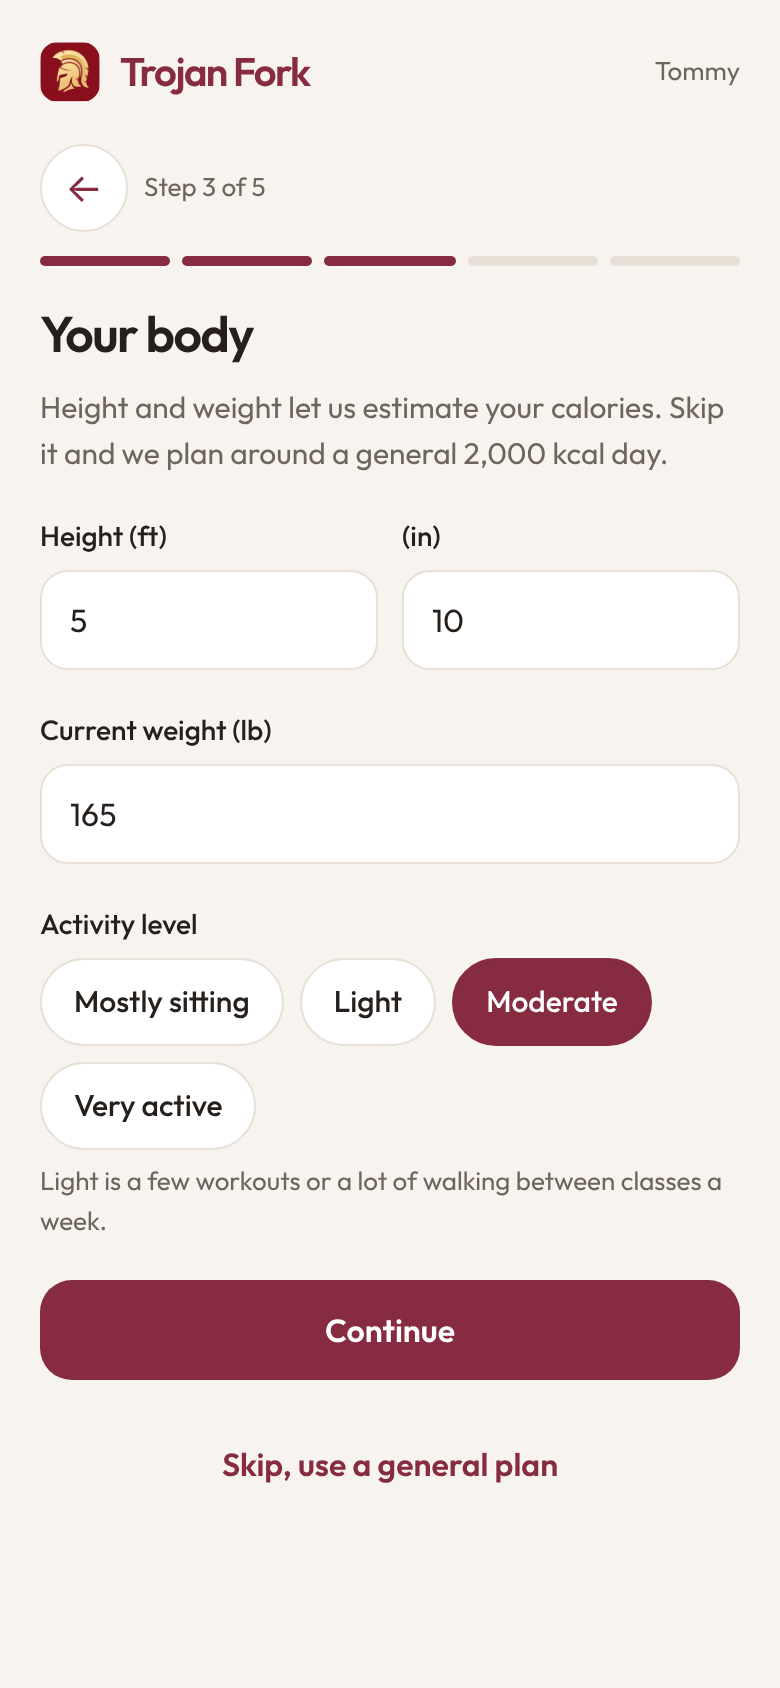 Trojan Fork
Tommy
Step 3 of 5
Your body
Height and weight let us estimate your calories. Skip
it and we plan around a general 2,000 kcal day.
Height (ft)
(in)
5
10
Current weight (lb)
165
Activity level
Mostly sitting
Light
Moderate
Very active
Light is a few workouts or a lot of walking between classes a
week.
Continue
Skip, use a general plan